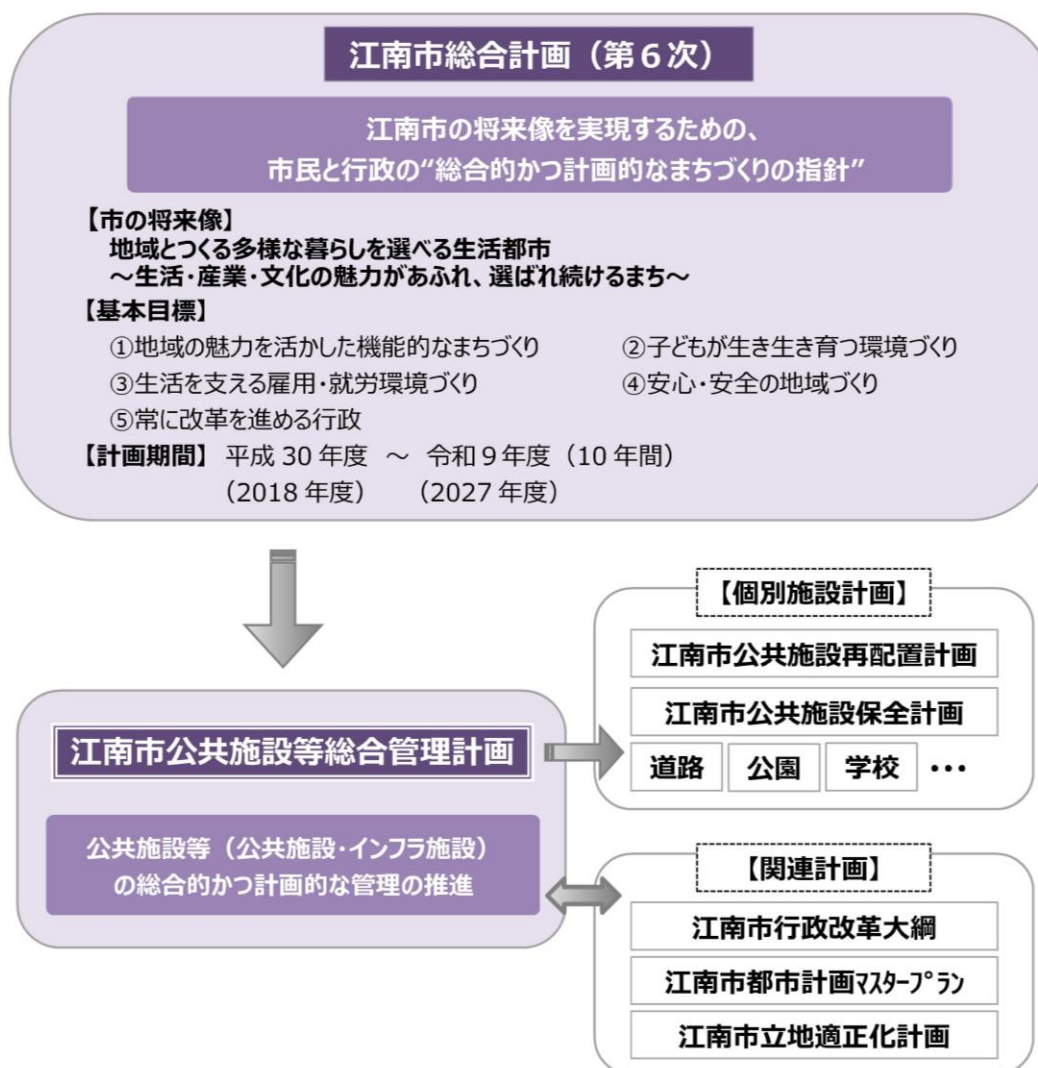 江南市総合計画（第６次）
江南市の将来像を実現するための、
市民と行政の“総合的かつ計画的なまちづくりの指針”
【市の将来像】
地域とつくる多様な暮らしを選べる生活都市
～生活・産業・文化の魅力があふれ、選ばれ続けるまち～
【基本目標】
①地域の魅力を活かした機能的なまちづくり ②子どもが生き生き育つ環境づくり
③生活を支える雇用・就労環境づくり ④安心・安全の地域づくり
⑤常に改革を進める行政
【計画期間】 平成 30 年度 ～ 令和９年度（10 年間）
（2018 年度） （2027 年度）
江南市公共施設等総合管理計画
公共施設等（公共施設・インフラ施設）
の総合的かつ計画的な管理の推進
【個別施設計画】
江南市公共施設再配置計画
江南市公共施設保全計画
道路 公園 学校 ・・・
【関連計画】
江南市行政改革大綱
江南市都市計画ﾏｽﾀｰﾌﾟﾗﾝ
江南市立地適正化計画